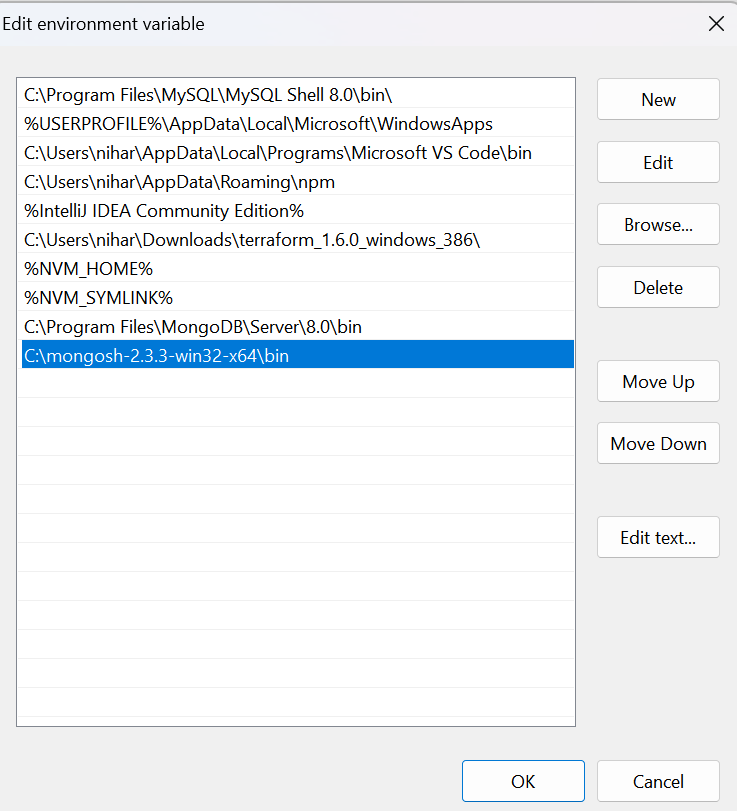 Edit environment variable
C:\Program Files\MySQL\MySQL Shell 8.0\bin\
%USERPROFILE%\AppData\Local\Microsoft\WindowsApps
C:\Users\nihar\AppData\Local\Programs\Microsoft VS Code\bin
C:\Users\nihar\AppData\Roaming\npm
%IntelliJ IDEA Community Edition%
C:\Users\nihar\Downloads\terraform_1.6.0_windows_386\
%NVM_HOME%
%NVM_SYMLINK%
C:\Program Files\MongoDB\Server\8.0\bin
C:\mongosh-2.3.3-win32-x64\bin
New
Edit
Browse...
Delete
Move Up
Move Down
Edit text...
OK
Cancel